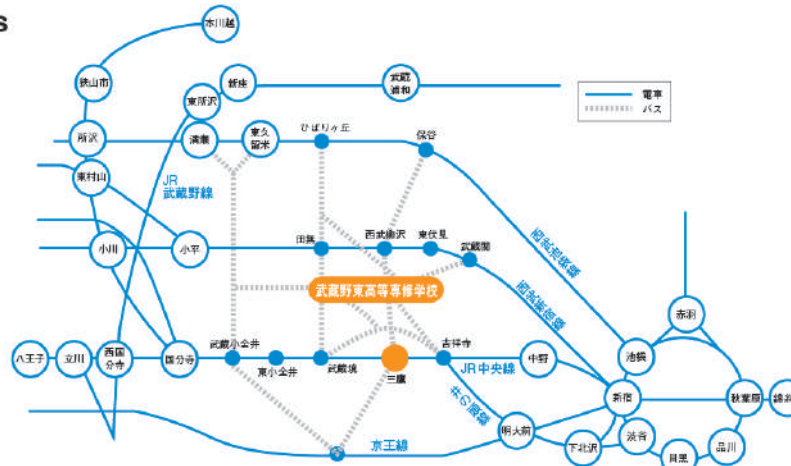 s
本川越
狭山市
新座
武蔵
浦和
東所沢
電車
バス
所沢
清瀬
東久
留米
ひばりヶ丘
保谷
東村山
JR
武蔵野線
西武池袋線
小川
小平
田無
西武柳沢
東伏見
武蔵関
西武新宿線
武蔵野東高等専修学校
赤羽
八王子
立川
西国
分寺
国分寺
武蔵小金井
東小金井
武蔵境
三鷹
吉祥寺
JR中央線
中野
池袋
井の頭線
新宿
秋葉原
京王線
明大前
下北沢
渋谷
目黒
品川